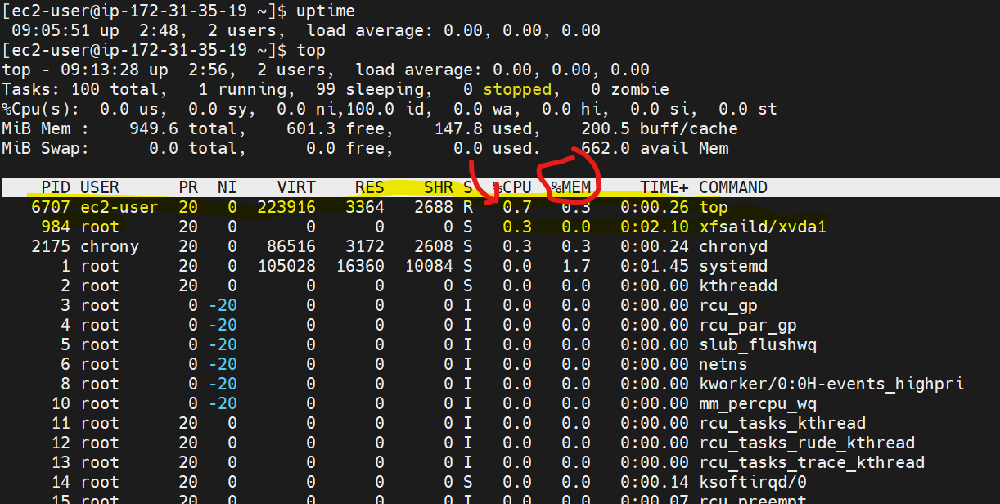 [ec2-user@ip-172-31-35-19 ~]$ uptime
 09:05:51 up  2:48,  2 users,  load average: 0.00, 0.00, 0.00
[ec2-user@ip-172-31-35-19 ~]$ top
top - 09:13:28 up  2:56,  2 users,  load average: 0.00, 0.00, 0.00
Tasks: 100 total,   1 running,  99 sleeping,   0 stopped,   0 zombie
%Cpu(s):  0.0 us,  0.0 sy,  0.0 ni,100.0 id,  0.0 wa,  0.0 hi,  0.0 si,  0.0 st
MiB Mem :    949.6 total,    601.3 free,    147.8 used,    200.5 buff/cache
MiB Swap:      0.0 total,      0.0 free,      0.0 used.    662.0 avail Mem
    PID USER      PR  NI    VIRT    RES    SHR S  %CPU  %MEM     TIME+ COMMAND
   6707 ec2-user  20   0  223916   3364   2688 R   0.7   0.3   0:00.26 top
    984 root      20   0       0      0      0 S   0.3   0.0   0:02.10 xfsaild/xvda1
   2175 chrony    20   0   86516   3172   2608 S   0.3   0.3   0:00.24 chronyd
      1 root      20   0  105028  16360  10084 S   0.0   1.7   0:01.45 systemd
      2 root      20   0       0      0      0 S   0.0   0.0   0:00.00 kthreadd
      3 root       0 -20       0      0      0 I   0.0   0.0   0:00.00 rcu_gp
      4 root       0 -20       0      0      0 I   0.0   0.0   0:00.00 rcu_par_gp
      5 root       0 -20       0      0      0 I   0.0   0.0   0:00.00 slub_flushwq
      6 root       0 -20       0      0      0 I   0.0   0.0   0:00.00 netns
      8 root       0 -20       0      0      0 I   0.0   0.0   0:00.00 kworker/0:0H-events_highpri
     10 root       0 -20       0      0      0 I   0.0   0.0   0:00.00 mm_percpu_wq
     11 root      20   0       0      0      0 I   0.0   0.0   0:00.00 rcu_tasks_kthread
     12 root      20   0       0      0      0 I   0.0   0.0   0:00.00 rcu_tasks_rude_kthread
     13 root      20   0       0      0      0 I   0.0   0.0   0:00.00 rcu_tasks_trace_kthread
     14 root      20   0       0      0      0 S   0.0   0.0   0:00.14 ksoftirqd/0
     15 root      20   0       0      0      0 I   0.0   0.0   0:00.07 rcu_preempt